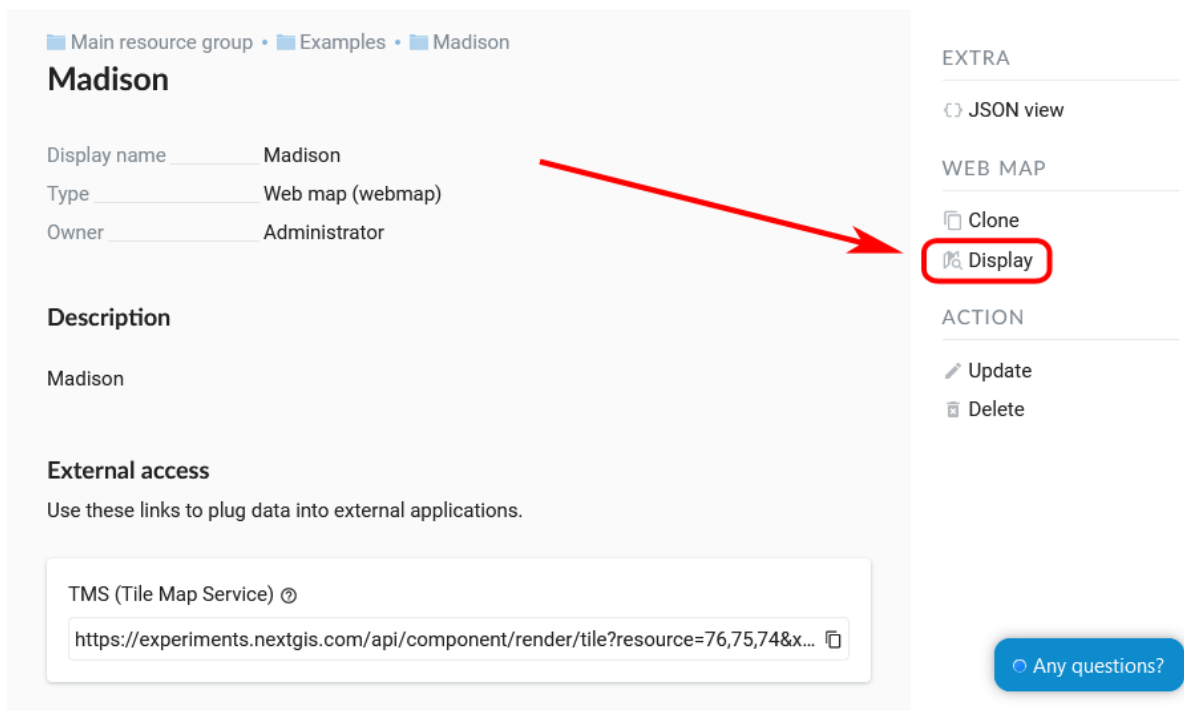 Main resource group • Examples • Madison
Madison
Display name Madison
Type Web map (webmap)
Owner Administrator
Description
Madison
External access
Use these links to plug data into external applications.
TMS (Tile Map Service)
https://experiments.nextgis.com/api/component/render/tile?resource=76,75,74&x...
EXTRA
JSON view
WEB MAP
Clone
Display
ACTION
Update
Delete
Any questions?